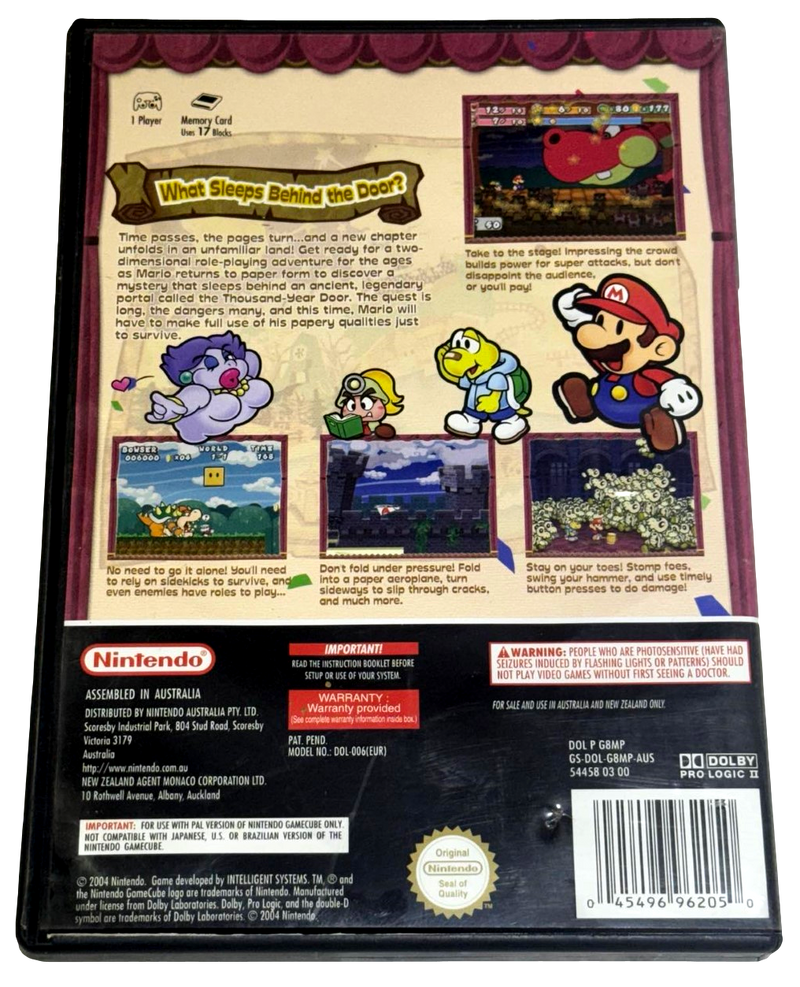 1 Player
Memory Card
Uses 17 Blocks
What Sleeps Behind the Door?
Time passes, the pages turn...and a new chapter
unfolds in an unfamiliar land! Get ready for a two-
dimensional role-playing adventure for the ages
as Mario returns to paper form to discover a
mystery that sleeps behind an ancient, legendary
portal called the Thousand-Year Door. The quest is
long, the dangers many, and this time, Mario will
have to make full use of his papery qualities just
to survive.
Take to the stage! Impressing the crowd
builds power for super attacks, but don't
disappoint the audience,
or you'll pay!
M
BOWSER WORLD TIME
No need to go it alone! You'll need
to rely on sidekicks to survive, and
even enemies have roles to play...
Don't fold under pressure! Fold
into a paper aeroplane, turn
sideways to slip through cracks,
and much more.
Stay on your toes! Stomp foes,
swing your hammer, and use timely
button presses to do damage!
Nintendo®
ASSEMBLED IN AUSTRALIA
DISTRIBUTED BY NINTENDO AUSTRALIA PTY. LTD.
Scoresby Industrial Park, 804 Stud Road, Scoresby
Victoria 3179
Australia
http://www.nintendo.com.au
NEW ZEALAND AGENT MONACO CORPORATION LTD.
10 Rothwell Avenue, Albany, Auckland
IMPORTANT!
READ THE INSTRUCTION BOOKLET BEFORE
SETUP OR USE OF YOUR SYSTEM.
WARRANTY :
Warranty provided
(See complete warranty information inside box.)
PAT. PEND.
MODEL NO.: DOL-006(EUR)
WARNING: PEOPLE WHO ARE PHOTOSENSITIVE (HAVE HAD
SEIZURES INDUCED BY FLASHING LIGHTS OR PATTERNS) SHOULD
NOT PLAY VIDEO GAMES WITHOUT FIRST SEEING A DOCTOR.
FOR SALE AND USE IN AUSTRALIA AND NEW ZEALAND ONLY.
DOL P G8MP
GS-DOL-G8MP-AUS
54458 03 00
DOLBY
PRO LOGIC II
IMPORTANT: FOR USE WITH PAL VERSION OF NINTENDO GAMECUBE ONLY.
NOT COMPATIBLE WITH JAPANESE, U.S. OR BRAZILIAN VERSION OF THE
NINTENDO GAMECUBE.
© 2004 Nintendo. Game developed by INTELLIGENT SYSTEMS. TM, ® and
the Nintendo GameCube logo are trademarks of Nintendo. Manufactured
under license from Dolby Laboratories. Dolby, Pro Logic, and the double-D
symbol are trademarks of Dolby Laboratories. © 2004 Nintendo.
Original
Nintendo
Seal of
Quality
TM
0 45496 96205 0